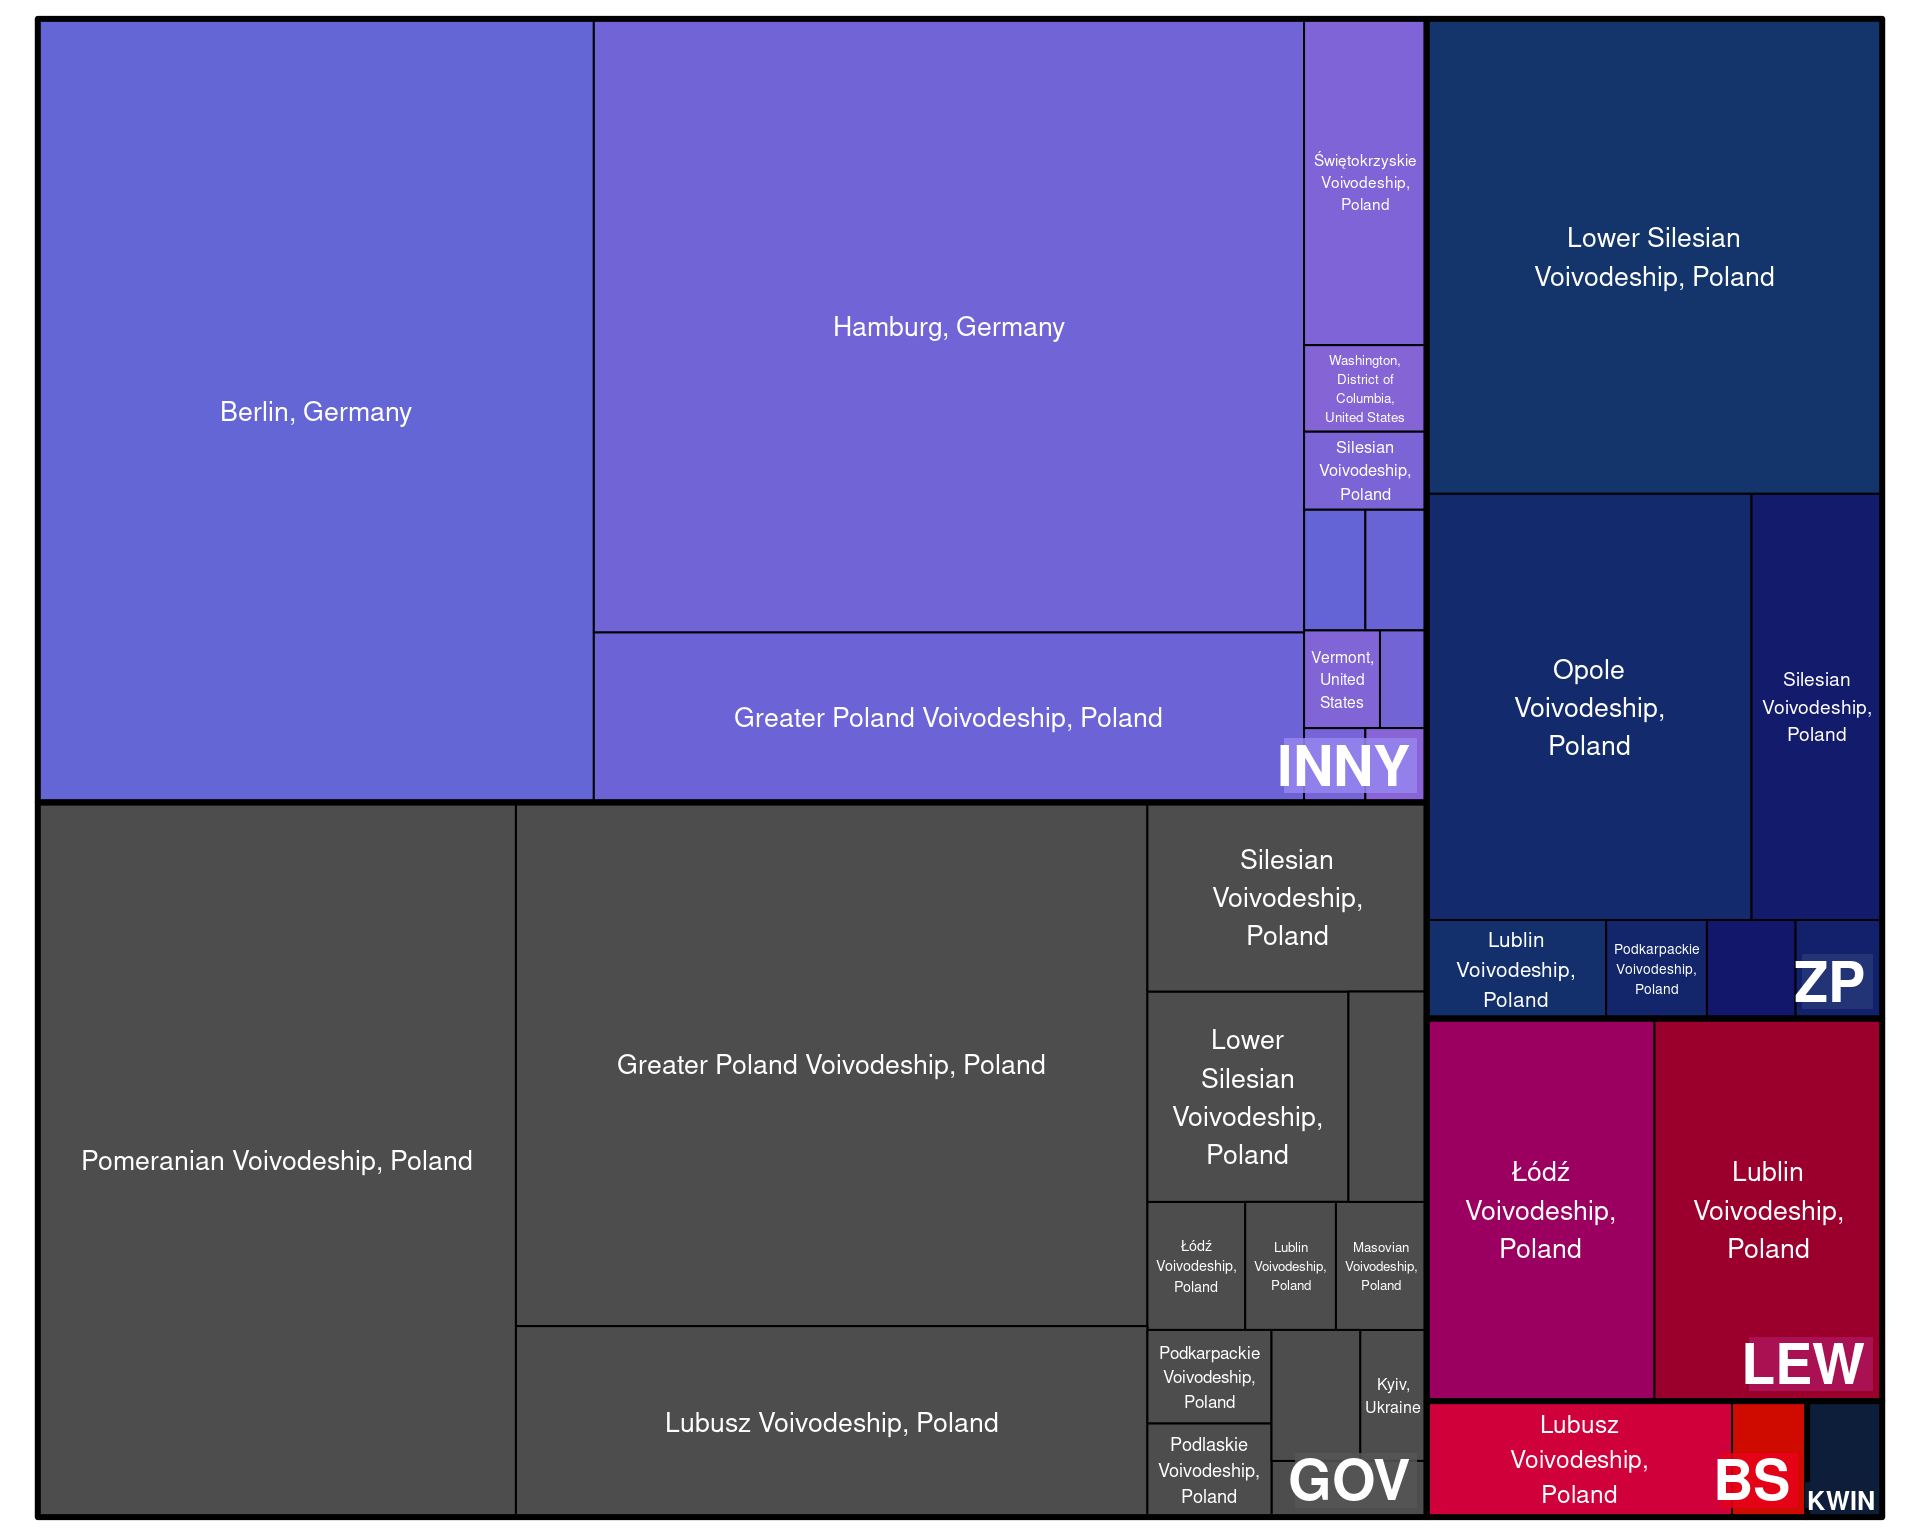 Berlin, Germany
Hamburg, Germany
Greater Poland Voivodeship, Poland
Świętokrzyskie
Voivodeship,
Poland
Washington,
District of
Columbia,
United States
Silesian
Voivodeship,
Poland
Vermont,
United
States
INNY
Pomeranian Voivodeship, Poland
Greater Poland Voivodeship, Poland
Lubusz Voivodeship, Poland
Silesian
Voivodeship,
Poland
Lower
Silesian
Voivodeship,
Poland
Łódź
Voivodeship,
Poland
Lublin
Voivodeship,
Poland
Masovian
Voivodeship,
Poland
Podkarpackie
Voivodeship,
Poland
Podlaskie
Voivodeship,
Poland
Kyiv,
Ukraine
GOV
Lower Silesian
Voivodeship, Poland
Opole
Voivodeship,
Poland
Silesian
Voivodeship,
Poland
Lublin
Voivodeship,
Poland
Podkarpackie
Voivodeship,
Poland
ZP
Łódź
Voivodeship,
Poland
Lublin
Voivodeship,
Poland
LEW
Lubusz
Voivodeship,
Poland
BS
KWIN